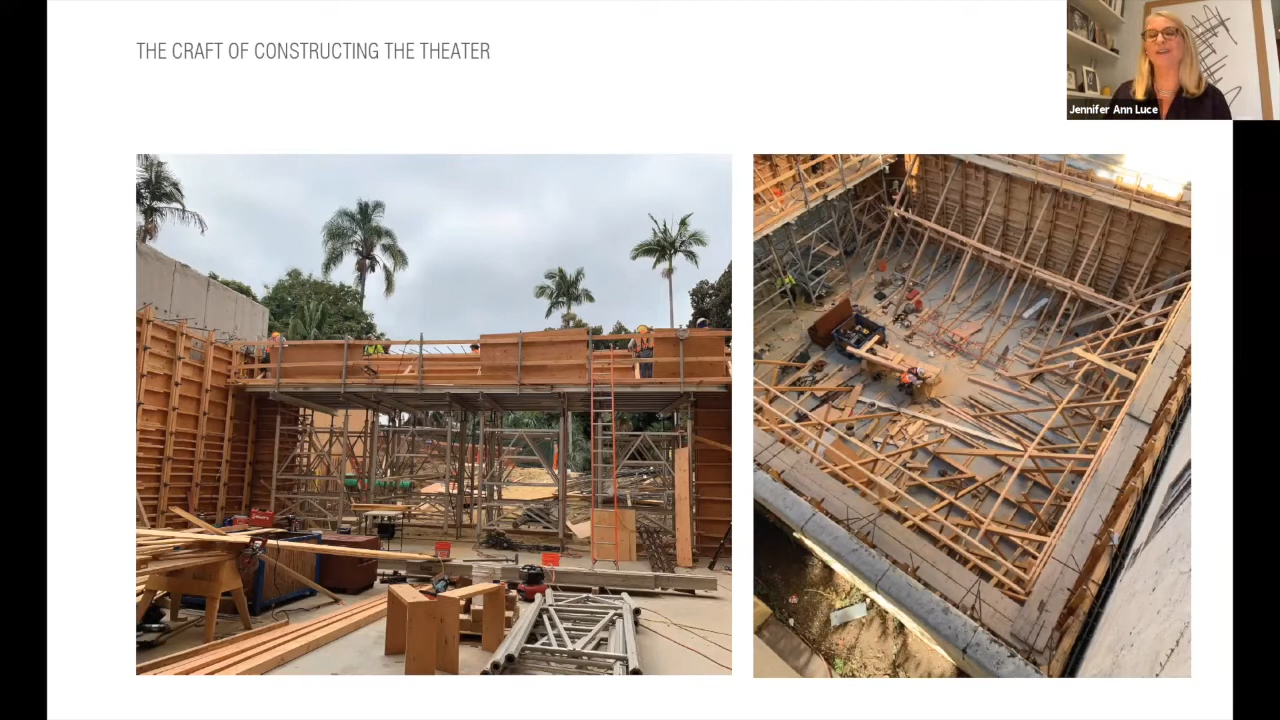 THE CRAFT OF CONSTRUCTING THE THEATER
Jennifer Ann Luce